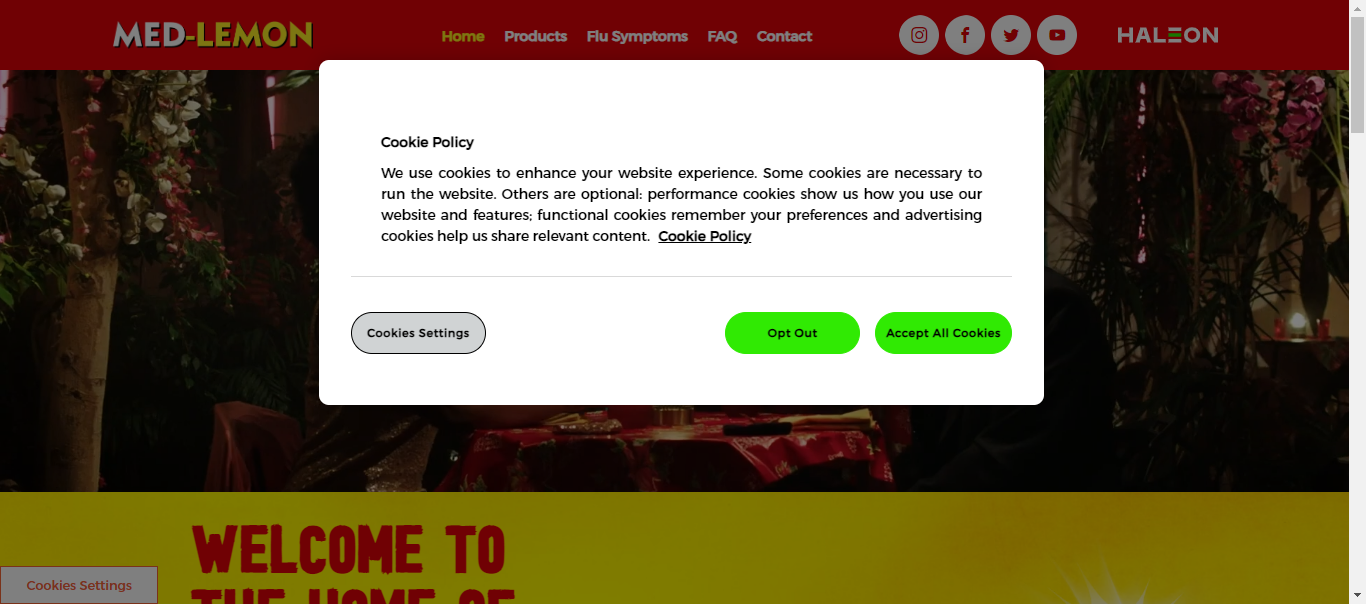 MED-LEMON
Home Products Flu Symptoms FAQ Contact
HALEON
Cookie Policy
We use cookies to enhance your website experience. Some cookies are necessary to
run the website. Others are optional: performance cookies show us how you use our
website and features; functional cookies remember your preferences and advertising
cookies help us share relevant content. Cookie Policy
Cookies Settings
Opt Out
Accept All Cookies
WELCOME TO
THE HOME OF
Cookies Settings